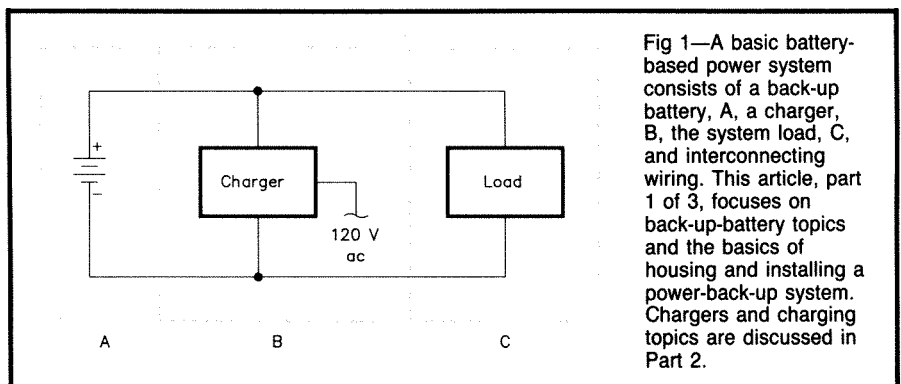 +
-
Charger
Load
120 V
ac
A
B
C
Fig 1—A basic battery-
based power system
consists of a back-up
battery, A, a charger,
B, the system load, C,
and interconnecting
wiring. This article, part
1 of 3, focuses on
back-up-battery topics
and the basics of
housing and installing a
power-back-up system.
Chargers and charging
topics are discussed in
Part 2.